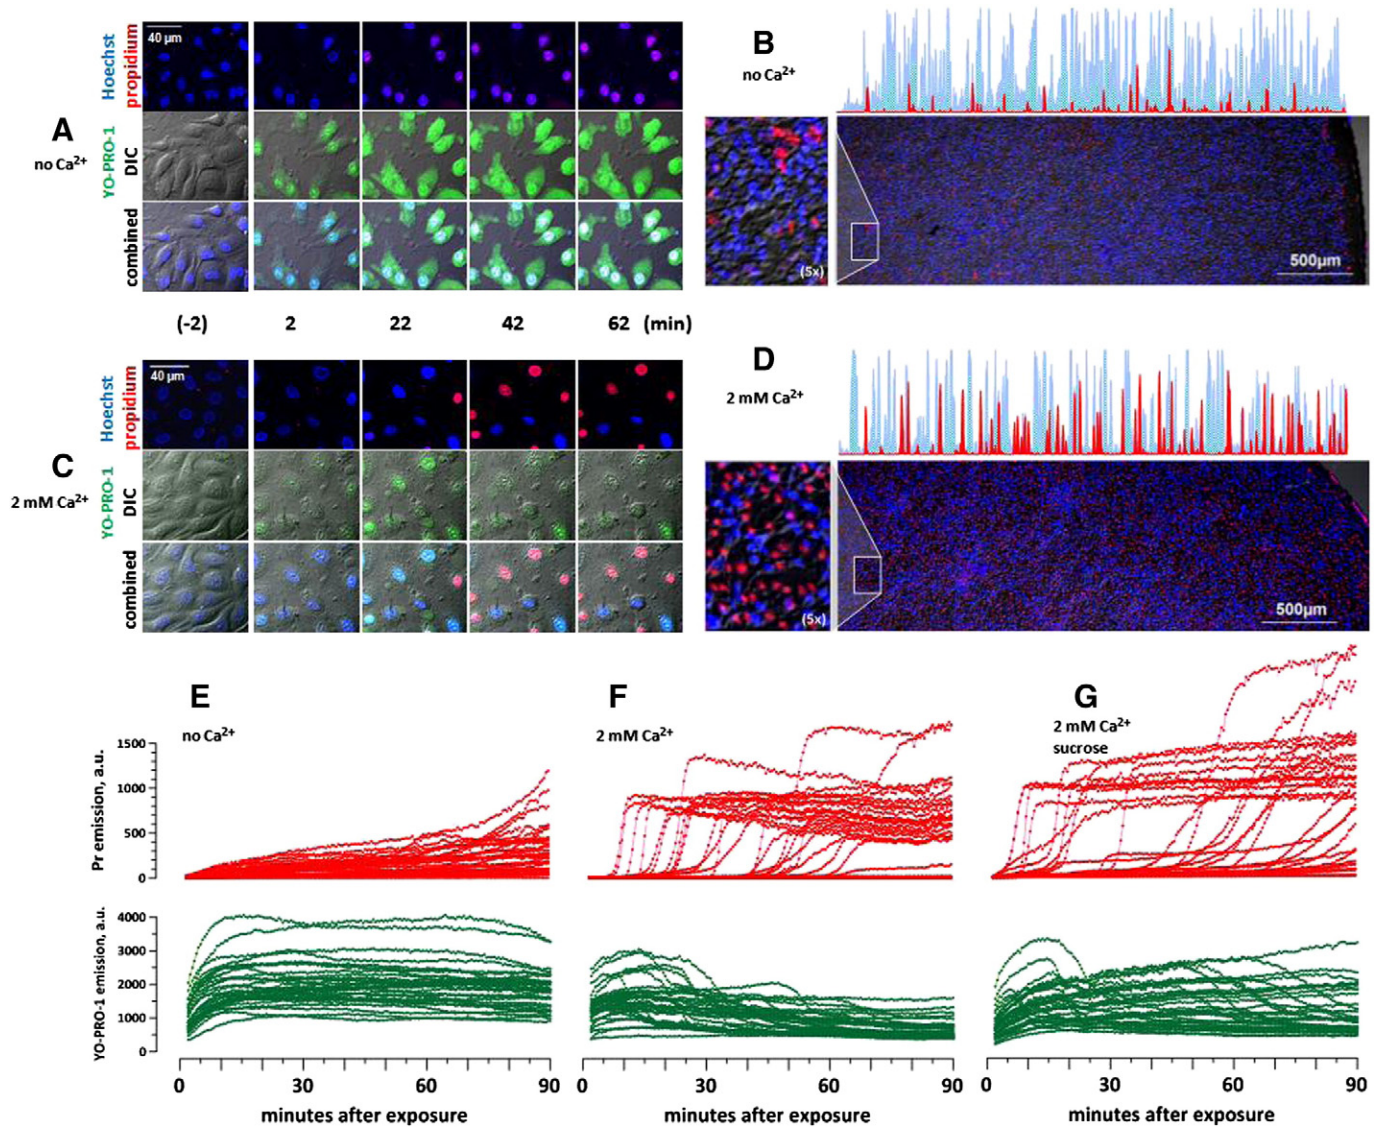 40 µm
Hoechst
propidium
A
no Ca²⁺
YO-PRO-1
DIC
combined
(-2) 2 22 42 62 (min)
B
no Ca²⁺
(5x)
500µm
40 µm
Hoechst
propidium
C
2 mM Ca²⁺
YO-PRO-1
DIC
combined
D
2 mM Ca²⁺
(5x)
500µm
E
no Ca²⁺
F
2 mM Ca²⁺
G
2 mM Ca²⁺
sucrose
Pr emission, a.u.
1500
1000
500
0
YO-PRO-1 emission, a.u.
4000
3000
2000
1000
0
0 30 60 90
minutes after exposure
0 30 60 90
minutes after exposure
0 30 60 90
minutes after exposure